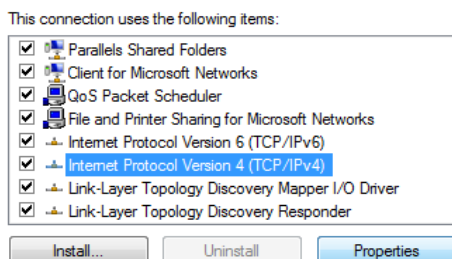 This connection uses the following items:
Parallels Shared Folders
Client for Microsoft Networks
QoS Packet Scheduler
File and Printer Sharing for Microsoft Networks
Internet Protocol Version 6 (TCP/IPv6)
Internet Protocol Version 4 (TCP/IPv4)
Link-Layer Topology Discovery Mapper I/O Driver
Link-Layer Topology Discovery Responder
Install... Uninstall Properties